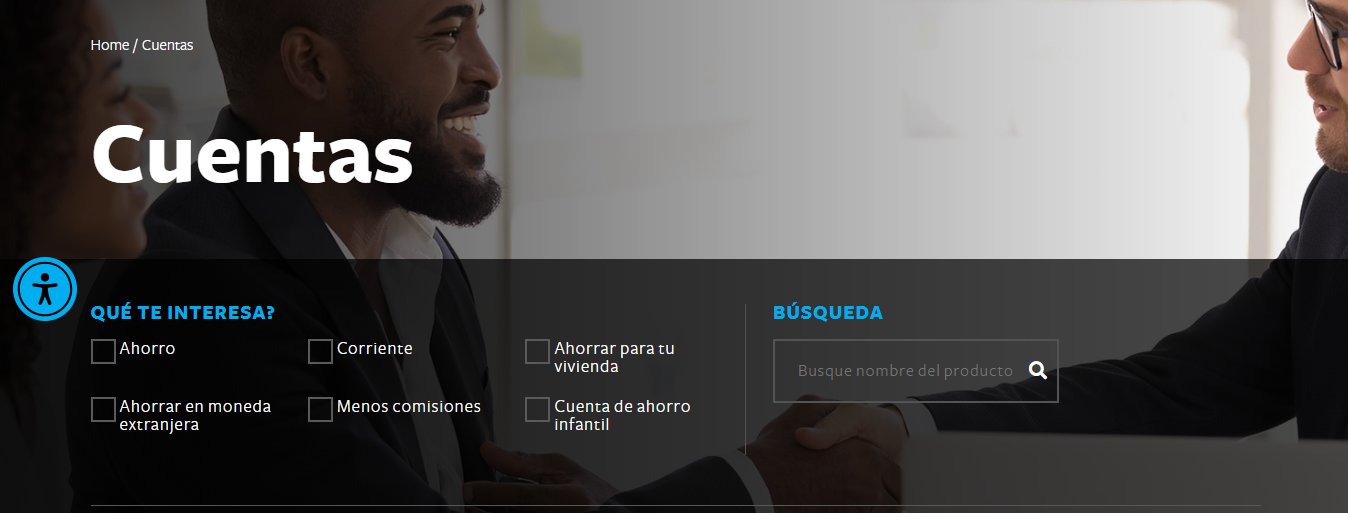 Home / Cuentas
Cuentas
QUÉ TE INTERESA?
Ahorro
Corriente
Ahorrar para tu
vivienda
Ahorrar en moneda
extranjera
Menos comisiones
Cuenta de ahorro
infantil
BÚSQUEDA
Busque nombre del producto